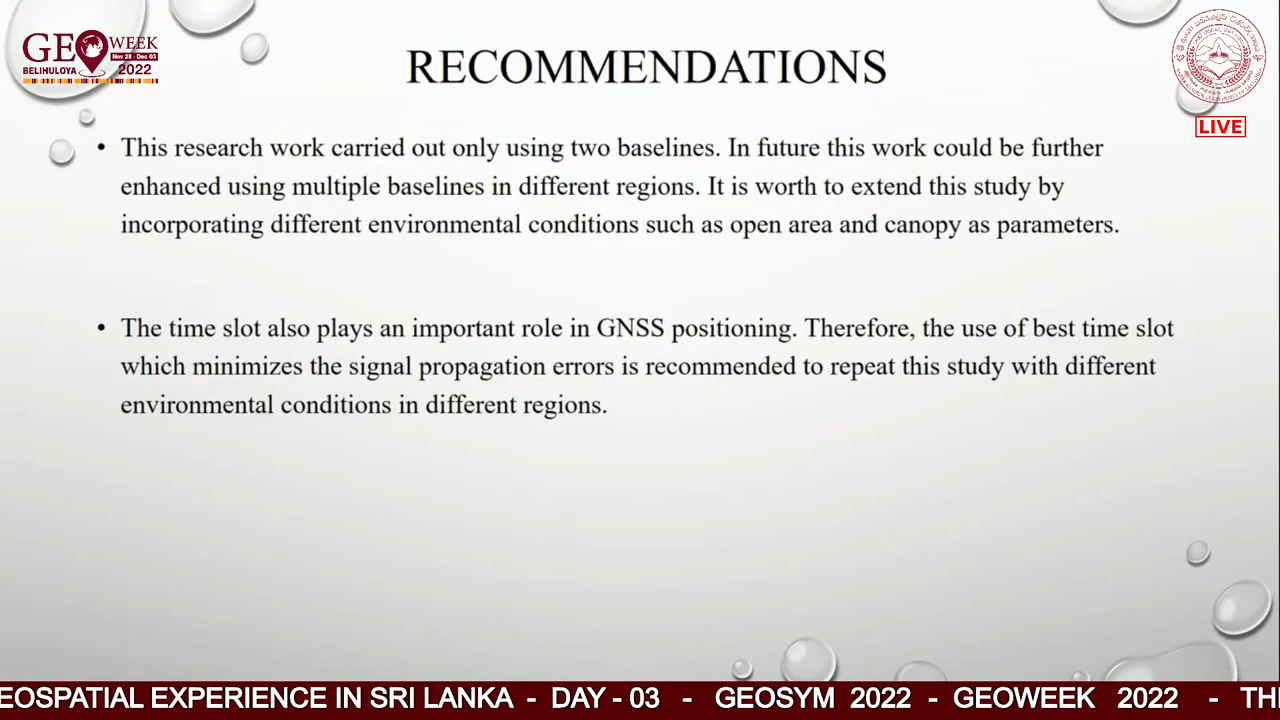 GEOWEEK
Nov 28 - Dec 03
BELIHULOYA 2022
RECOMMENDATIONS
LIVE
• This research work carried out only using two baselines. In future this work could be further
enhanced using multiple baselines in different regions. It is worth to extend this study by
incorporating different environmental conditions such as open area and canopy as parameters.
• The time slot also plays an important role in GNSS positioning. Therefore, the use of best time slot
which minimizes the signal propagation errors is recommended to repeat this study with different
environmental conditions in different regions.
EOSPATIAL EXPERIENCE IN SRI LANKA - DAY - 03 - GEOSYM 2022 - GEOWEEK 2022 - TH